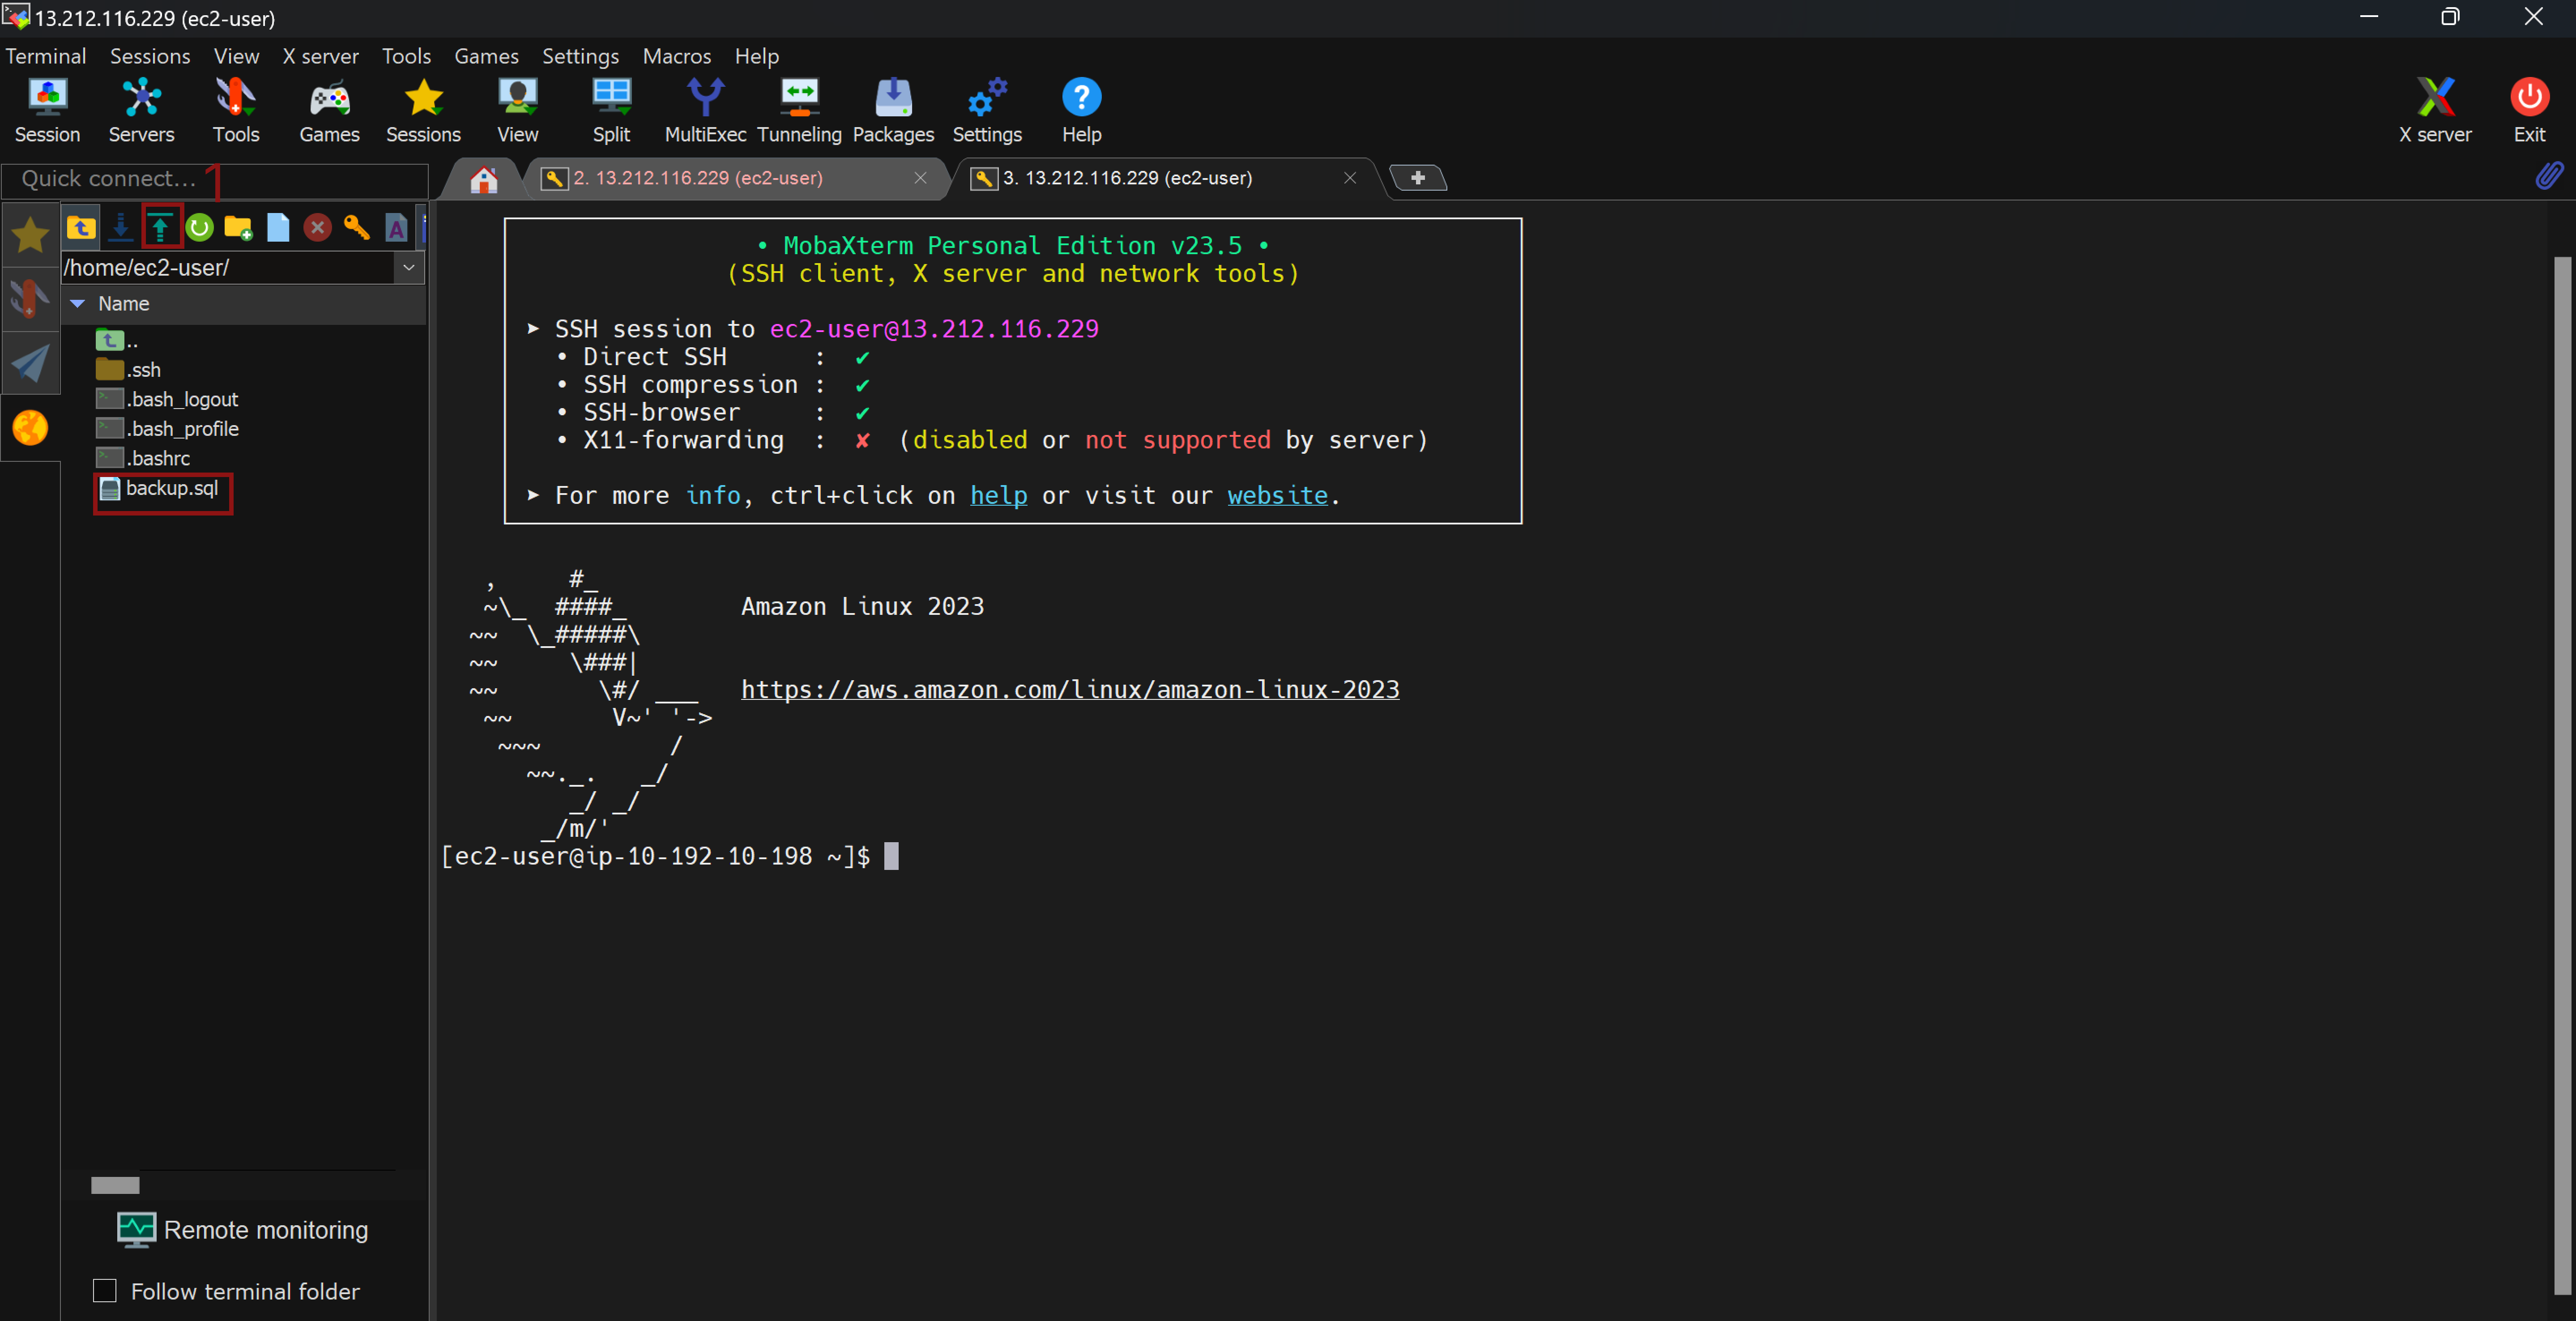 13.212.116.229 (ec2-user)
Terminal Sessions View X server Tools Games Settings Macros Help
Session Servers Tools Games Sessions View Split MultiExec Tunneling Packages Settings Help X server Exit
Quick connect... 1
2. 13.212.116.229 (ec2-user)
3. 13.212.116.229 (ec2-user)
/home/ec2-user/
Name
..
.ssh
.bash_logout
.bash_profile
.bashrc
backup.sql
Remote monitoring
Follow terminal folder
• MobaXterm Personal Edition v23.5 •
(SSH client, X server and network tools)
➤ SSH session to ec2-user@13.212.116.229
• Direct SSH : ✔
• SSH compression : ✔
• SSH-browser : ✔
• X11-forwarding : ✘ (disabled or not supported by server)
➤ For more info, ctrl+click on help or visit our website.
, #_
~\_ ####_ Amazon Linux 2023
~~ \_#####\
~~ \###|
~~ \#/ ___ https://aws.amazon.com/linux/amazon-linux-2023
~~ V~' '->
~~~ /
~~._. _/
_/ _/
_/m/'
[ec2-user@ip-10-192-10-198 ~]$